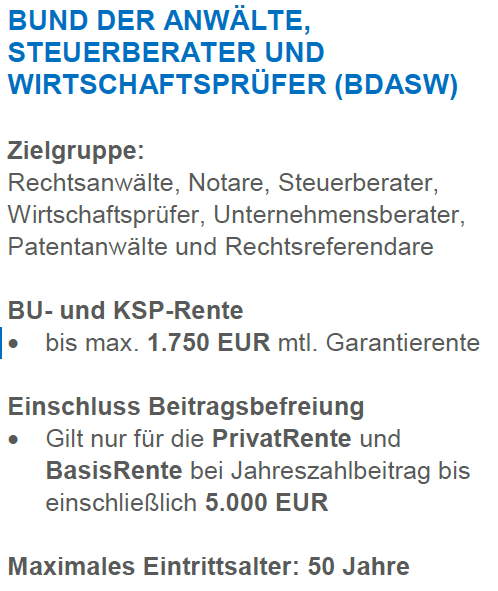 BUND DER ANWÄLTE,
STEUERBERATER UND
WIRTSCHAFTSPRÜFER (BDASW)
Zielgruppe:
Rechtsanwälte, Notare, Steuerberater,
Wirtschaftsprüfer, Unternehmensberater,
Patentanwälte und Rechtsreferendare
BU- und KSP-Rente
• bis max. 1.750 EUR mtl. Garantierente
Einschluss Beitragsbefreiung
• Gilt nur für die PrivatRente und
BasisRente bei Jahreszahlbeitrag bis
einschließlich 5.000 EUR
Maximales Eintrittsalter: 50 Jahre